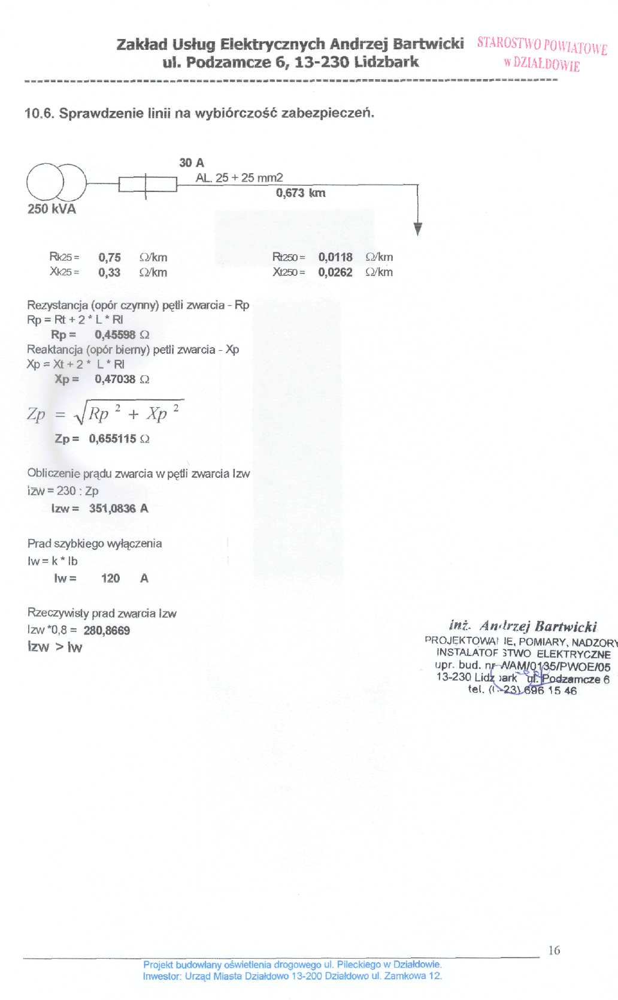 Zakład Usług Elektrycznych Andrzej Bartwicki
ul. Podzamcze 6, 13-230 Lidzbark
STAROSTWO POWIATOWE
w DZIAŁDOWIE
10.6. Sprawdzenie linii na wybiórczość zabezpieczeń.
30 A
AL. 25 + 25 mm2
0,673 km
250 kVA
Rk25 = 0,75 Ω/km Rt250 = 0,0118 Ω/km
Xk25 = 0,33 Ω/km Xt250 = 0,0262 Ω/km
Rezystancja (opór czynny) pętli zwarcia - Rp
Rp = Rt + 2 * L * Rl
Rp = 0,45598 Ω
Reaktancja (opór bierny) petli zwarcia - Xp
Xp = Xt + 2 * L * Rl
Xp = 0,47038 Ω
Zp = √Rp ² + Xp ²
Zp = 0,655115 Ω
Obliczenie prądu zwarcia w pętli zwarcia Izw
Izw = 230 : Zp
Izw = 351,0836 A
Prad szybkiego wyłączenia
Iw = k * Ib
Iw = 120 A
Rzeczywisty prad zwarcia Izw
Izw *0,8 = 280,8669
Izw > Iw
inż. Andrzej Bartwicki
PROJEKTOWA IE, POMIARY, NADZORY
INSTALATO STWO ELEKTRYCZNE
upr. bud. nr WAM/0135/PWOE/05
13-230 Lidz ark ul. Podzamcze 6
tel. 23) 696 15 46
16
Projekt budowlany oświetlenia drogowego ul. Pileckiego w Działdowie.
Inwestor: Urząd Miasta Działdowo 13-200 Działdowo ul. Zamkowa 12.